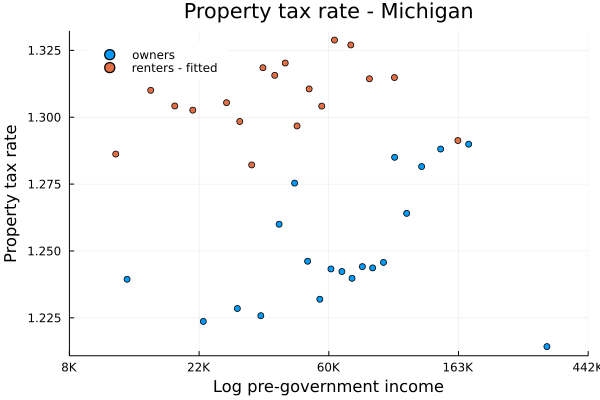 Property tax rate - Michigan
owners
renters - fitted
Property tax rate
1.325
1.300
1.275
1.250
1.225
8K
22K
60K
163K
442K
Log pre-government income